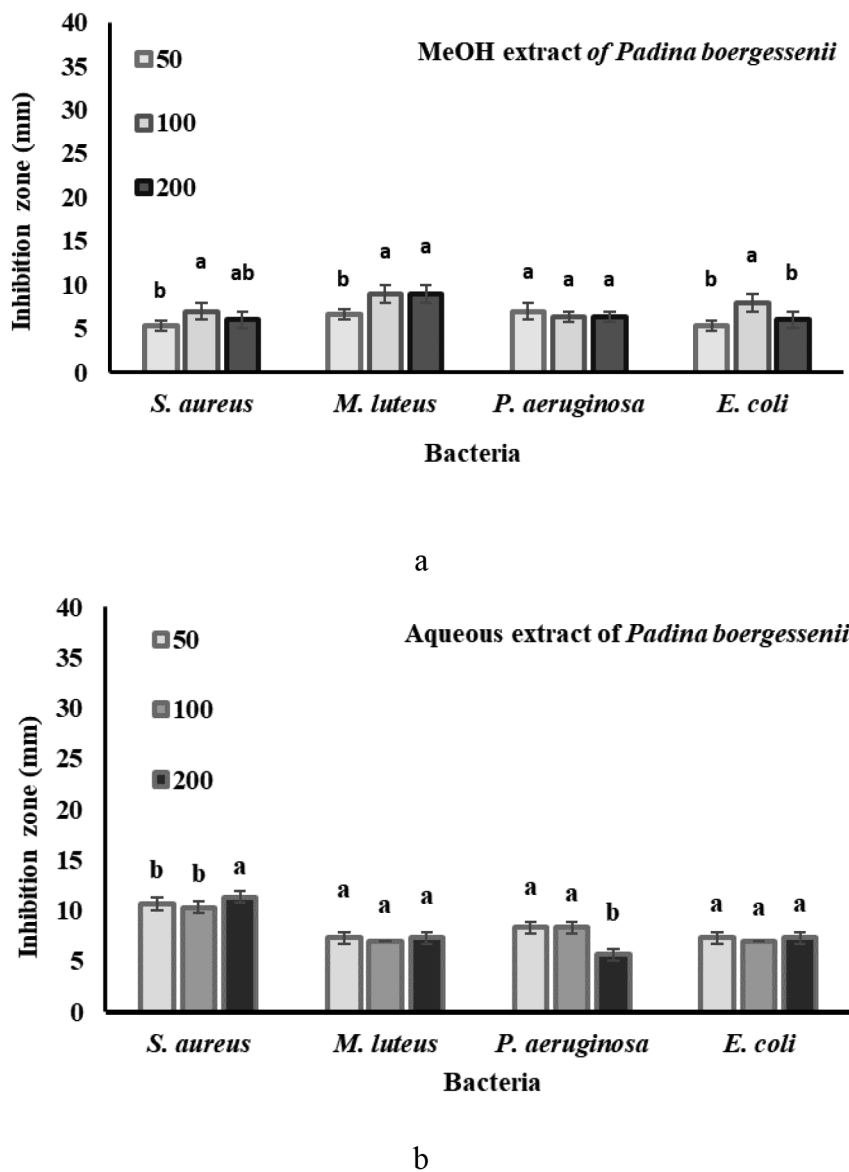 MeOH extract of Padina boergessenii
50
100
200
40
35
30
25
20
15
10
5
0
Inhibition zone (mm)
b a ab
b a a
a a a
b a b
S. aureus M. luteus P. aeruginosa E. coli
Bacteria
a
Aqueous extract of Padina boergessenii
50
100
200
40
35
30
25
20
15
10
5
0
Inhibition zone (mm)
b b a
a a a
a a b
a a a
S. aureus M. luteus P. aeruginosa E. coli
Bacteria
b